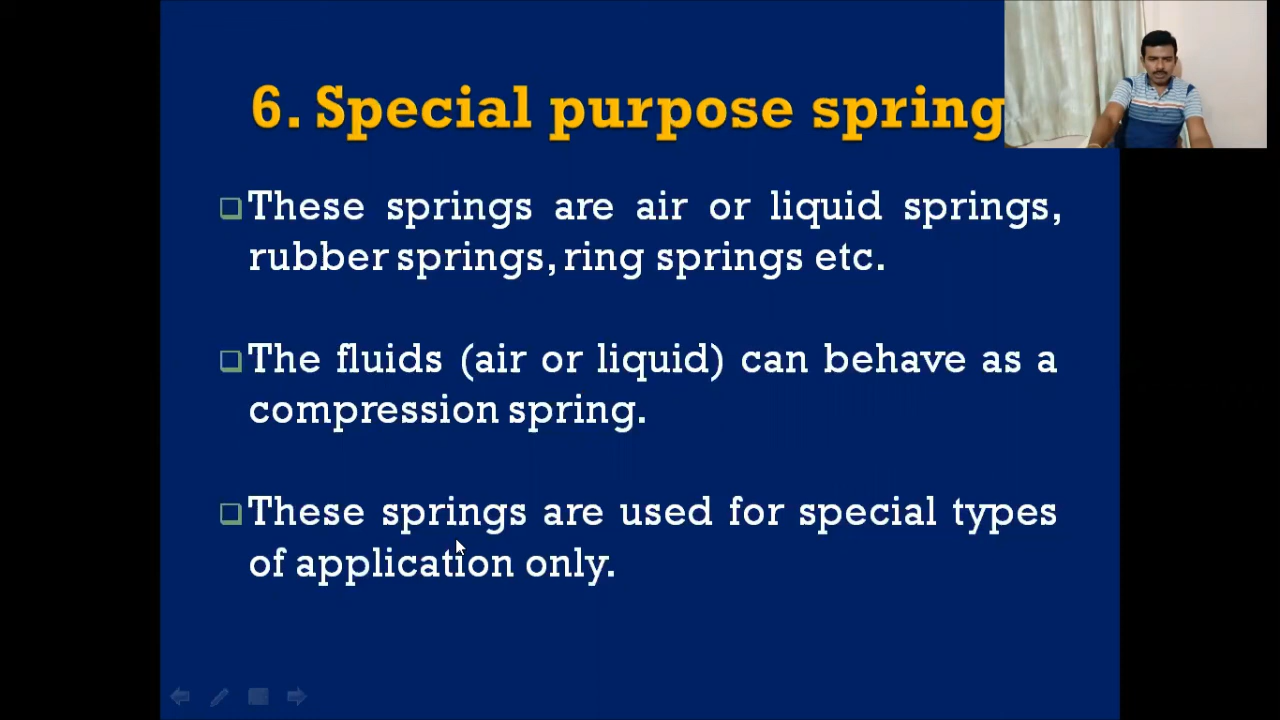 6. Special purpose spring
These springs are air or liquid springs,
rubber springs, ring springs etc.
The fluids (air or liquid) can behave as a
compression spring.
These springs are used for special types
of application only.